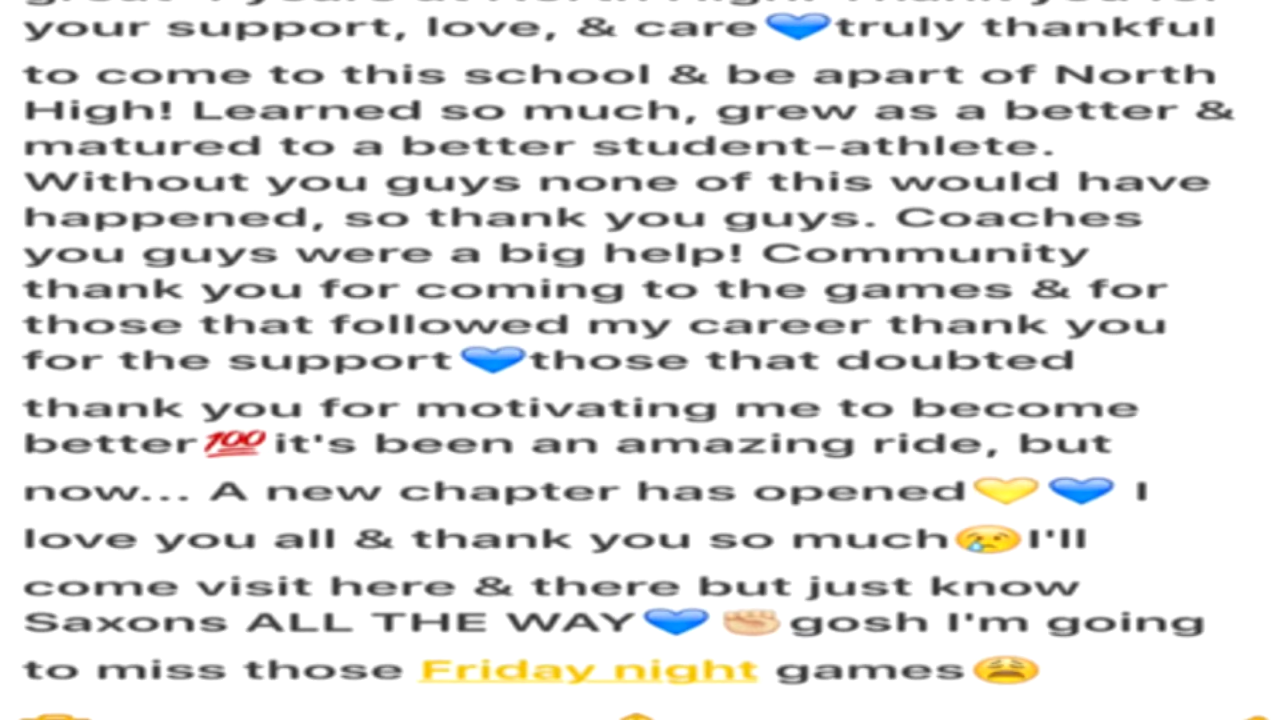 your support, love, & care💙truly thankful
to come to this school & be apart of North
High! Learned so much, grew as a better &
matured to a better student-athlete.
Without you guys none of this would have
happened, so thank you guys. Coaches
you guys were a big help! Community
thank you for coming to the games & for
those that followed my career thank you
for the support💙those that doubted
thank you for motivating me to become
better💯it's been an amazing ride, but
now... A new chapter has opened💛💙 I
love you all & thank you so much😢I'll
come visit here & there but just know
Saxons ALL THE WAY💙✊🏼gosh I'm going
to miss those Friday night games😩